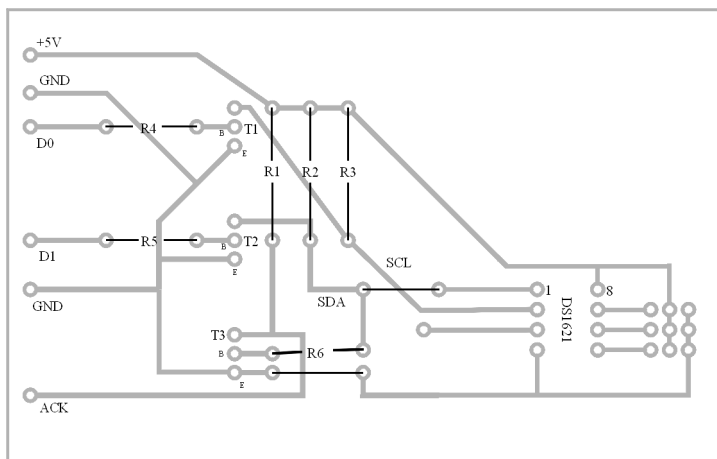 +5V
GND
D0
R4
B
T1
E
R1
R2
R3
D1
R5
B
T2
E
SCL
GND
SDA
1
8
DS1621
T3
B
R6
E
ACK